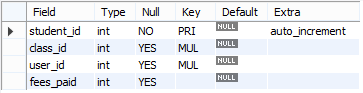 Field Type Null Key Default Extra
student_id int NO PRI NULL auto_increment
class_id int YES MUL NULL
user_id int YES MUL NULL
fees_paid int YES NULL